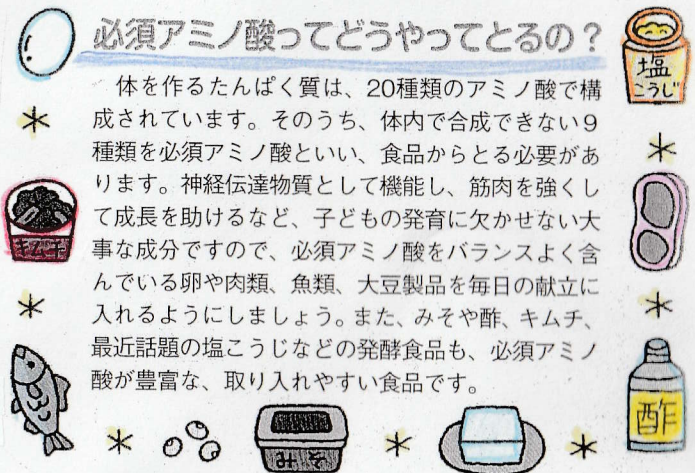 必須アミノ酸ってどうやってとるの？
体を作るたんぱく質は、20種類のアミノ酸で構
成されています。そのうち、体内で合成できない9
種類を必須アミノ酸といい、食品からとる必要があ
ります。神経伝達物質として機能し、筋肉を強くし
て成長を助けるなど、子どもの発育に欠かせない大
事な成分ですので、必須アミノ酸をバランスよく含
んでいる卵や肉類、魚類、大豆製品を毎日の献立に
入れるようにしましょう。また、みそや酢、キムチ、
最近話題の塩こうじなどの発酵食品も、必須アミノ
酸が豊富な、取り入れやすい食品です。
塩
こうじ
キムチ
酢
みそ